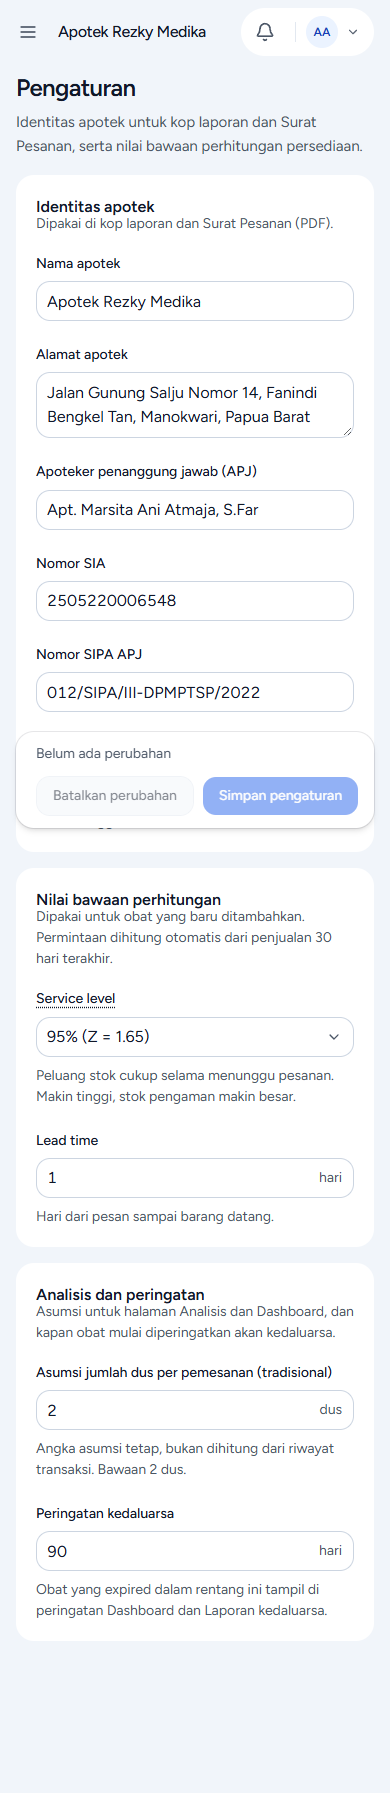 Apotek Rezky Medika
AA
Pengaturan
Identitas apotek untuk kop laporan dan Surat
Pesanan, serta nilai bawaan perhitungan persediaan.
Identitas apotek
Dipakai di kop laporan dan Surat Pesanan (PDF).
Nama apotek
Apotek Rezky Medika
Alamat apotek
Jalan Gunung Salju Nomor 14, Fanindi
Bengkel Tan, Manokwari, Papua Barat
Apoteker penanggung jawab (APJ)
Apt. Marsita Ani Atmaja, S.Far
Nomor SIA
2505220006548
Nomor SIPA APJ
012/SIPA/III-DPMPTSP/2022
Belum ada perubahan
Batalkan perubahan
Simpan pengaturan
Nilai bawaan perhitungan
Dipakai untuk obat yang baru ditambahkan.
Permintaan dihitung otomatis dari penjualan 30
hari terakhir.
Service level
95% (Z = 1.65)
Peluang stok cukup selama menunggu pesanan.
Makin tinggi, stok pengaman makin besar.
Lead time
1 hari
Hari dari pesan sampai barang datang.
Analisis dan peringatan
Asumsi untuk halaman Analisis dan Dashboard, dan
kapan obat mulai diperingatkan akan kedaluarsa.
Asumsi jumlah dus per pemesanan (tradisional)
2 dus
Angka asumsi tetap, bukan dihitung dari riwayat
transaksi. Bawaan 2 dus.
Peringatan kedaluarsa
90 hari
Obat yang expired dalam rentang ini tampil di
peringatan Dashboard dan Laporan kedaluarsa.